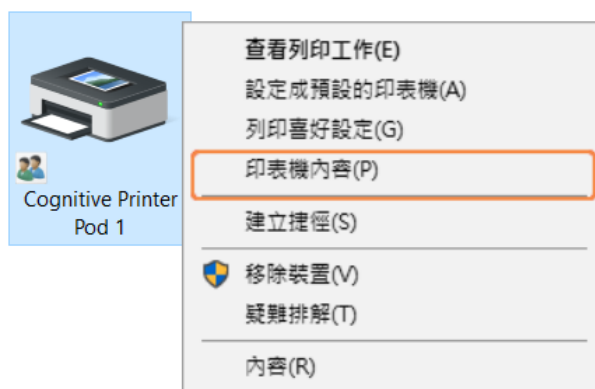 查看列印工作(E)
設定成預設的印表機(A)
列印喜好設定(G)
印表機內容(P)
建立捷徑(S)
移除裝置(V)
疑難排解(T)
內容(R)
Cognitive Printer
Pod 1